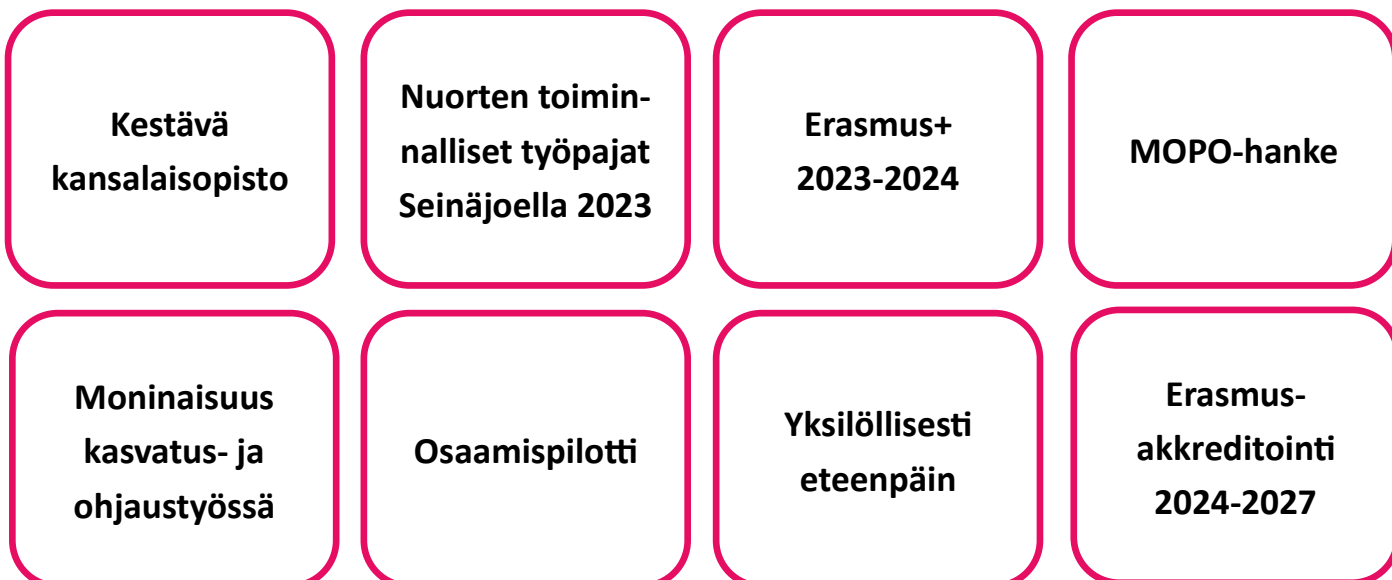 Kestävä
kansalaisopisto
Nuorten toimin-
nalliset työpajat
Seinäjoella 2023
Erasmus+
2023-2024
MOPO-hanke
Moninaisuus
kasvatus- ja
ohjaustyössä
Osaamispilotti
Yksilöllisesti
eteenpäin
Erasmus-
akkreditointi
2024-2027